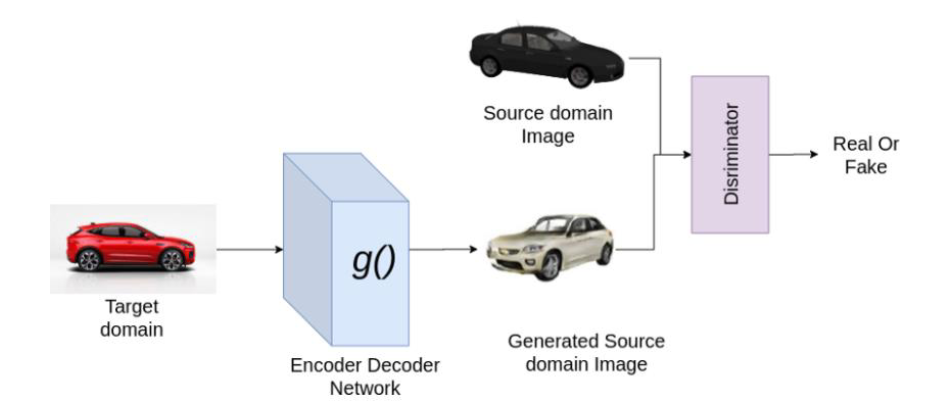 Source domain
Image
Disriminator
Real Or
Fake
g()
Target
domain
Encoder Decoder
Network
Generated Source
domain Image